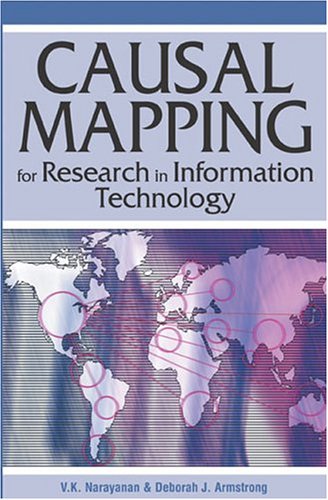 CAUSAL
MAPPING
for Research in Information
Technology
V.K. Narayanan & Deborah J. Armstrong